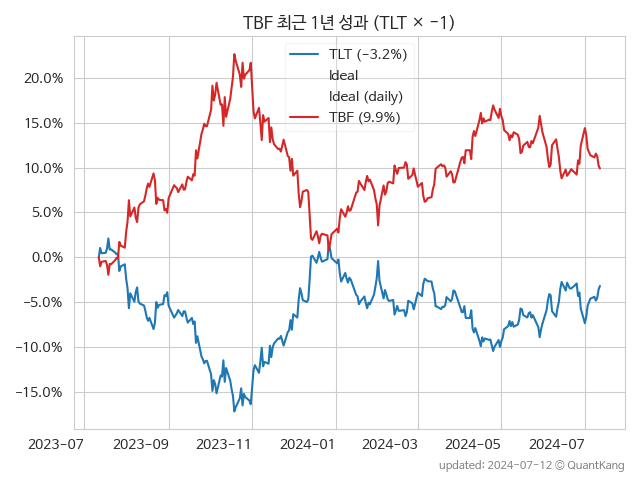 TBF 최근 1년 성과 (TLT × -1)
TLT (-3.2%)
Ideal
Ideal (daily)
TBF (9.9%)
20.0%
15.0%
10.0%
5.0%
0.0%
-5.0%
-10.0%
-15.0%
2023-07 2023-09 2023-11 2024-01 2024-03 2024-05 2024-07
updated: 2024-07-12 © QuantKang